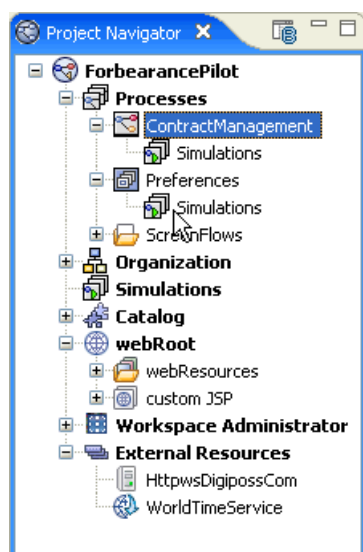 Project Navigator
ForbearancePilot
Processes
ContractManagement
Simulations
Preferences
Simulations
ScreenFlows
Organization
Simulations
Catalog
webRoot
webResources
custom JSP
Workspace Administrator
External Resources
HttpwsDigipossCom
WorldTimeService